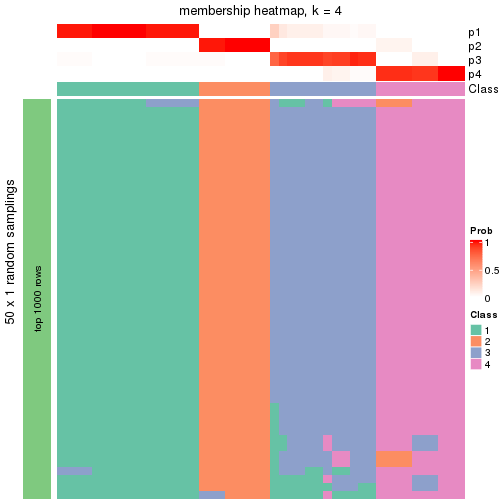 membership heatmap, k = 4
p1
p2
p3
p4
Class
50 x 1 random samplings
top 1000 rows
Prob
1
0.5
0
Class
1
2
3
4